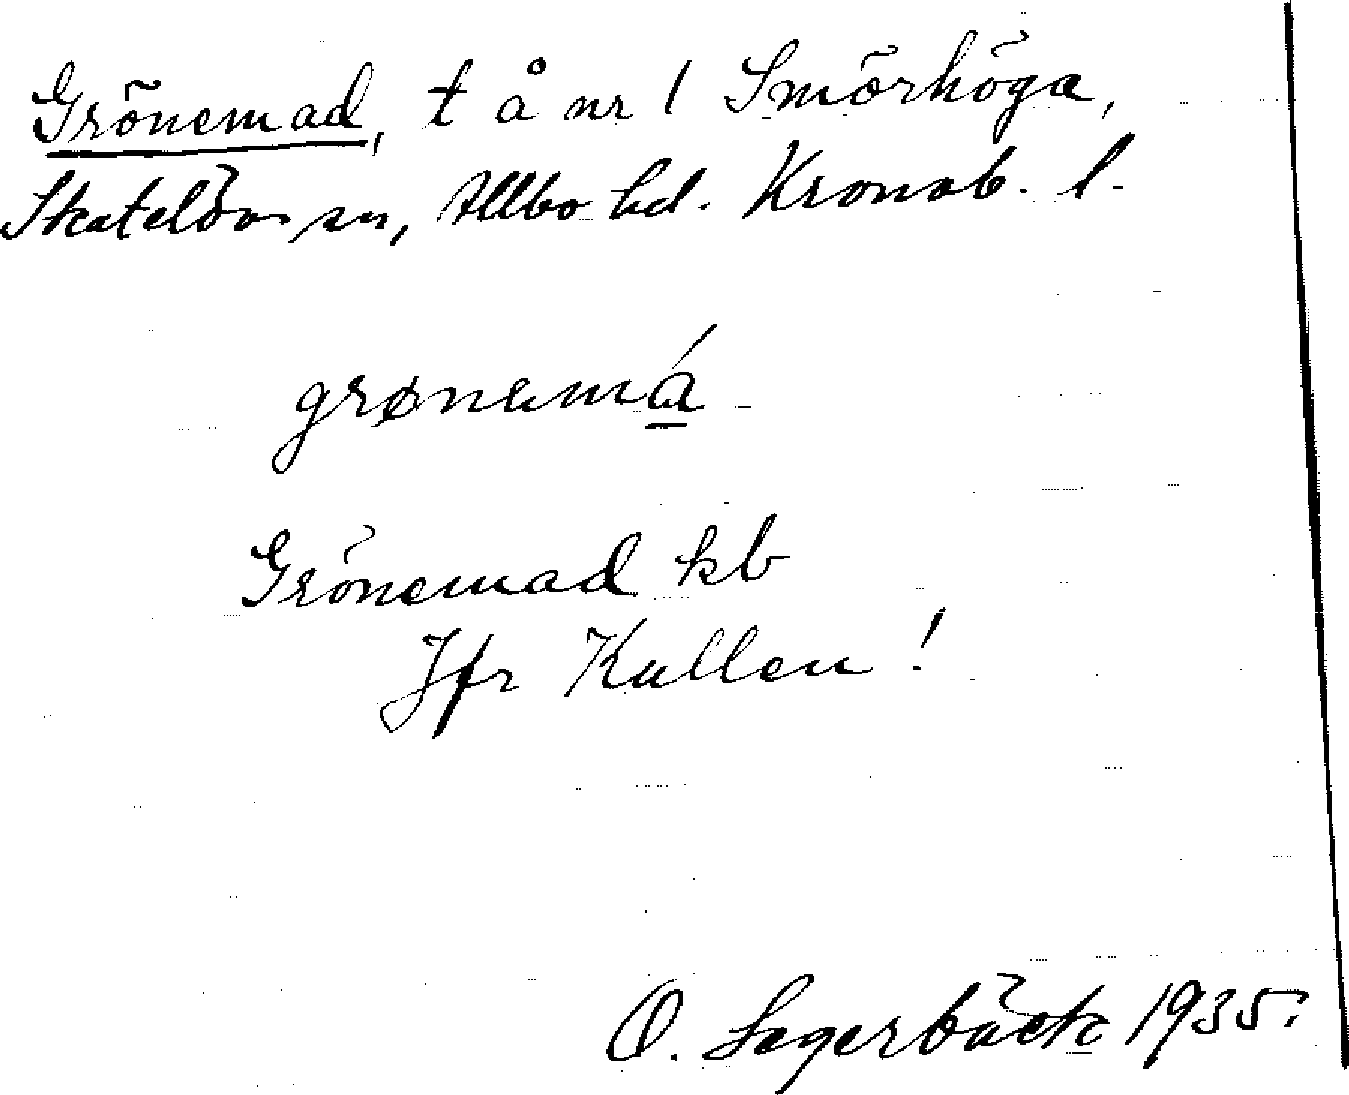 Grönemad, t å nr 1 Smörhöga,
Skatelövs sn, Allbo hd. Kronob. l.
grønemá
Grönemad kb
Jfr Kullen!
O. Segerbäck 1935.